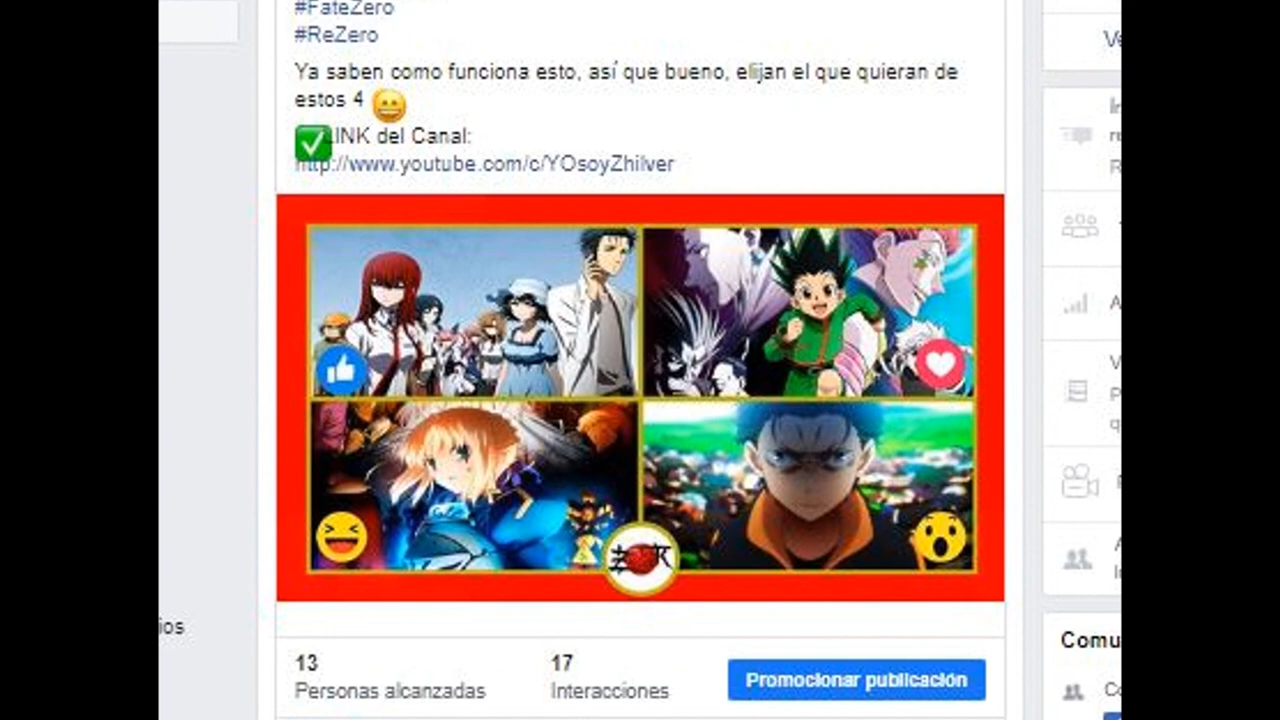 #FateZero
#ReZero
Ya saben como funciona esto, así que bueno, elijan el que quieran de
estos 4
LINK del Canal:
http://www.youtube.com/c/YOsoyZhilver
13
Personas alcanzadas
17
Interacciones
Promocionar publicación
ios
Comu